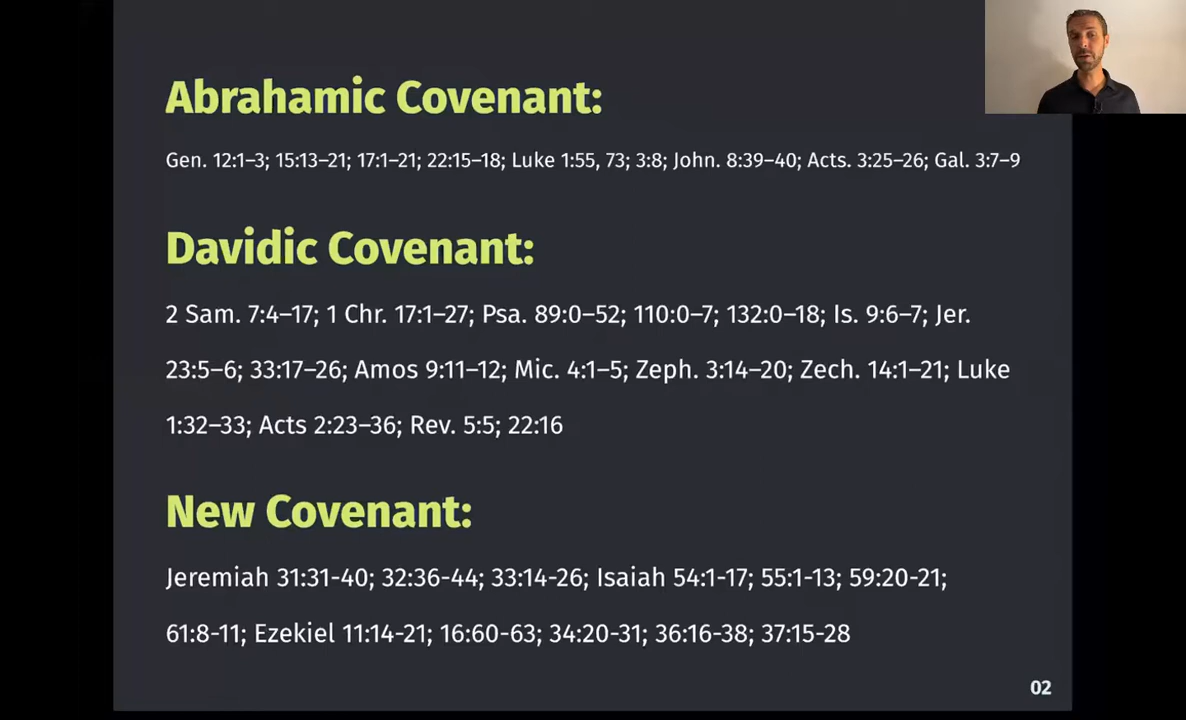 Abrahamic Covenant:
Gen. 12:1–3; 15:13–21; 17:1–21; 22:15–18; Luke 1:55, 73; 3:8; John. 8:39–40; Acts. 3:25–26; Gal. 3:7–9
Davidic Covenant:
2 Sam. 7:4–17; 1 Chr. 17:1–27; Psa. 89:0–52; 110:0–7; 132:0–18; Is. 9:6–7; Jer.
23:5–6; 33:17–26; Amos 9:11–12; Mic. 4:1–5; Zeph. 3:14–20; Zech. 14:1–21; Luke
1:32–33; Acts 2:23–36; Rev. 5:5; 22:16
New Covenant:
Jeremiah 31:31-40; 32:36-44; 33:14-26; Isaiah 54:1-17; 55:1-13; 59:20-21;
61:8-11; Ezekiel 11:14-21; 16:60-63; 34:20-31; 36:16-38; 37:15-28
02